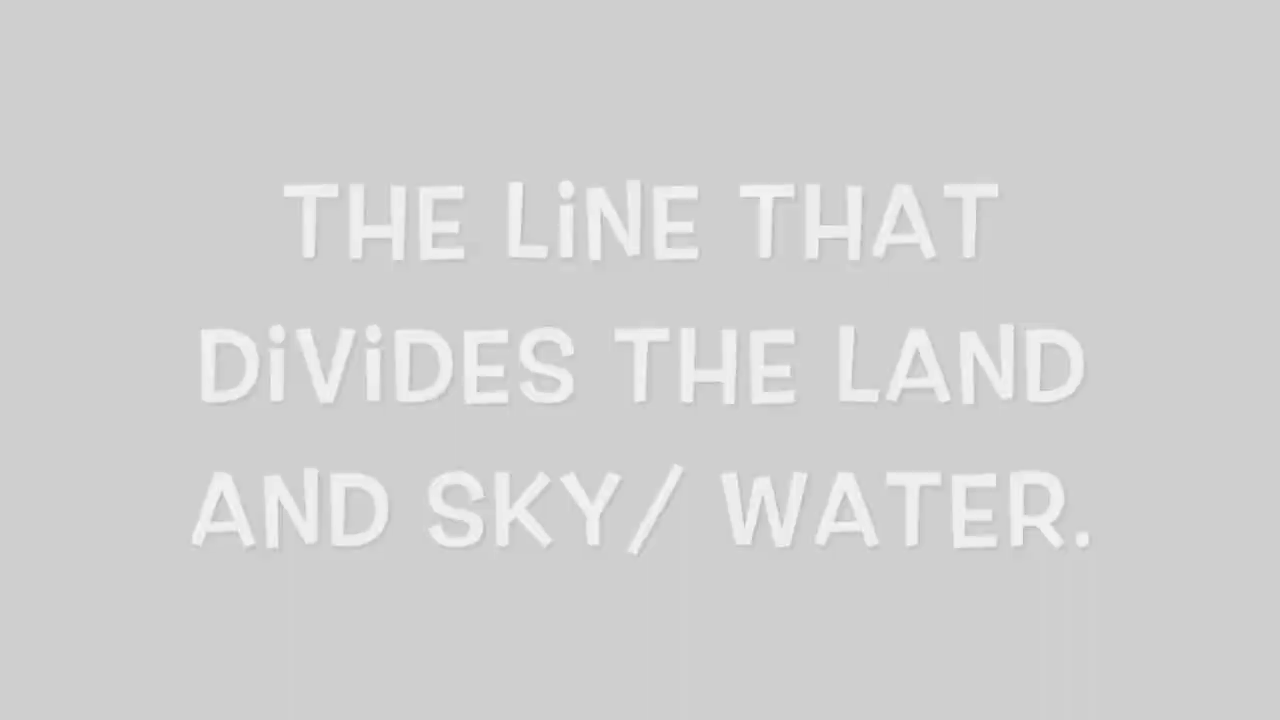 THE LiNE THAT
DiViDES THE LAND
AND SKY/ WATER.